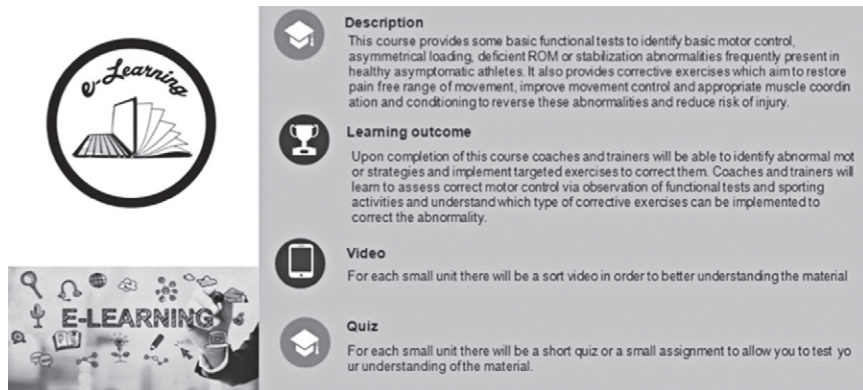 e-Learning
E-LEARNING
Description
This course provides some basic functional tests to identify basic motor control,
asymmetrical loading, deficient ROM or stabilization abnormalities frequently present in
healthy asymptomatic athletes. It also provides corrective exercises which aim to restore
pain free range of movement, improve movement control and appropriate muscle coordin
ation and conditioning to reverse these abnormalities and reduce risk of injury.
Learning outcome
Upon completion of this course coaches and trainers will be able to identify abnormal mot
or strategies and implement targeted exercises to correct them. Coaches and trainers will
learn to assess correct motor control via observation of functional tests and sporting
activities and understand which type of corrective exercises can be implemented to
correct the abnormality.
Video
For each small unit there will be a sort video in order to better understanding the material
Quiz
For each small unit there will be a short quiz or a small assignment to allow you to test yo
ur understanding of the material.